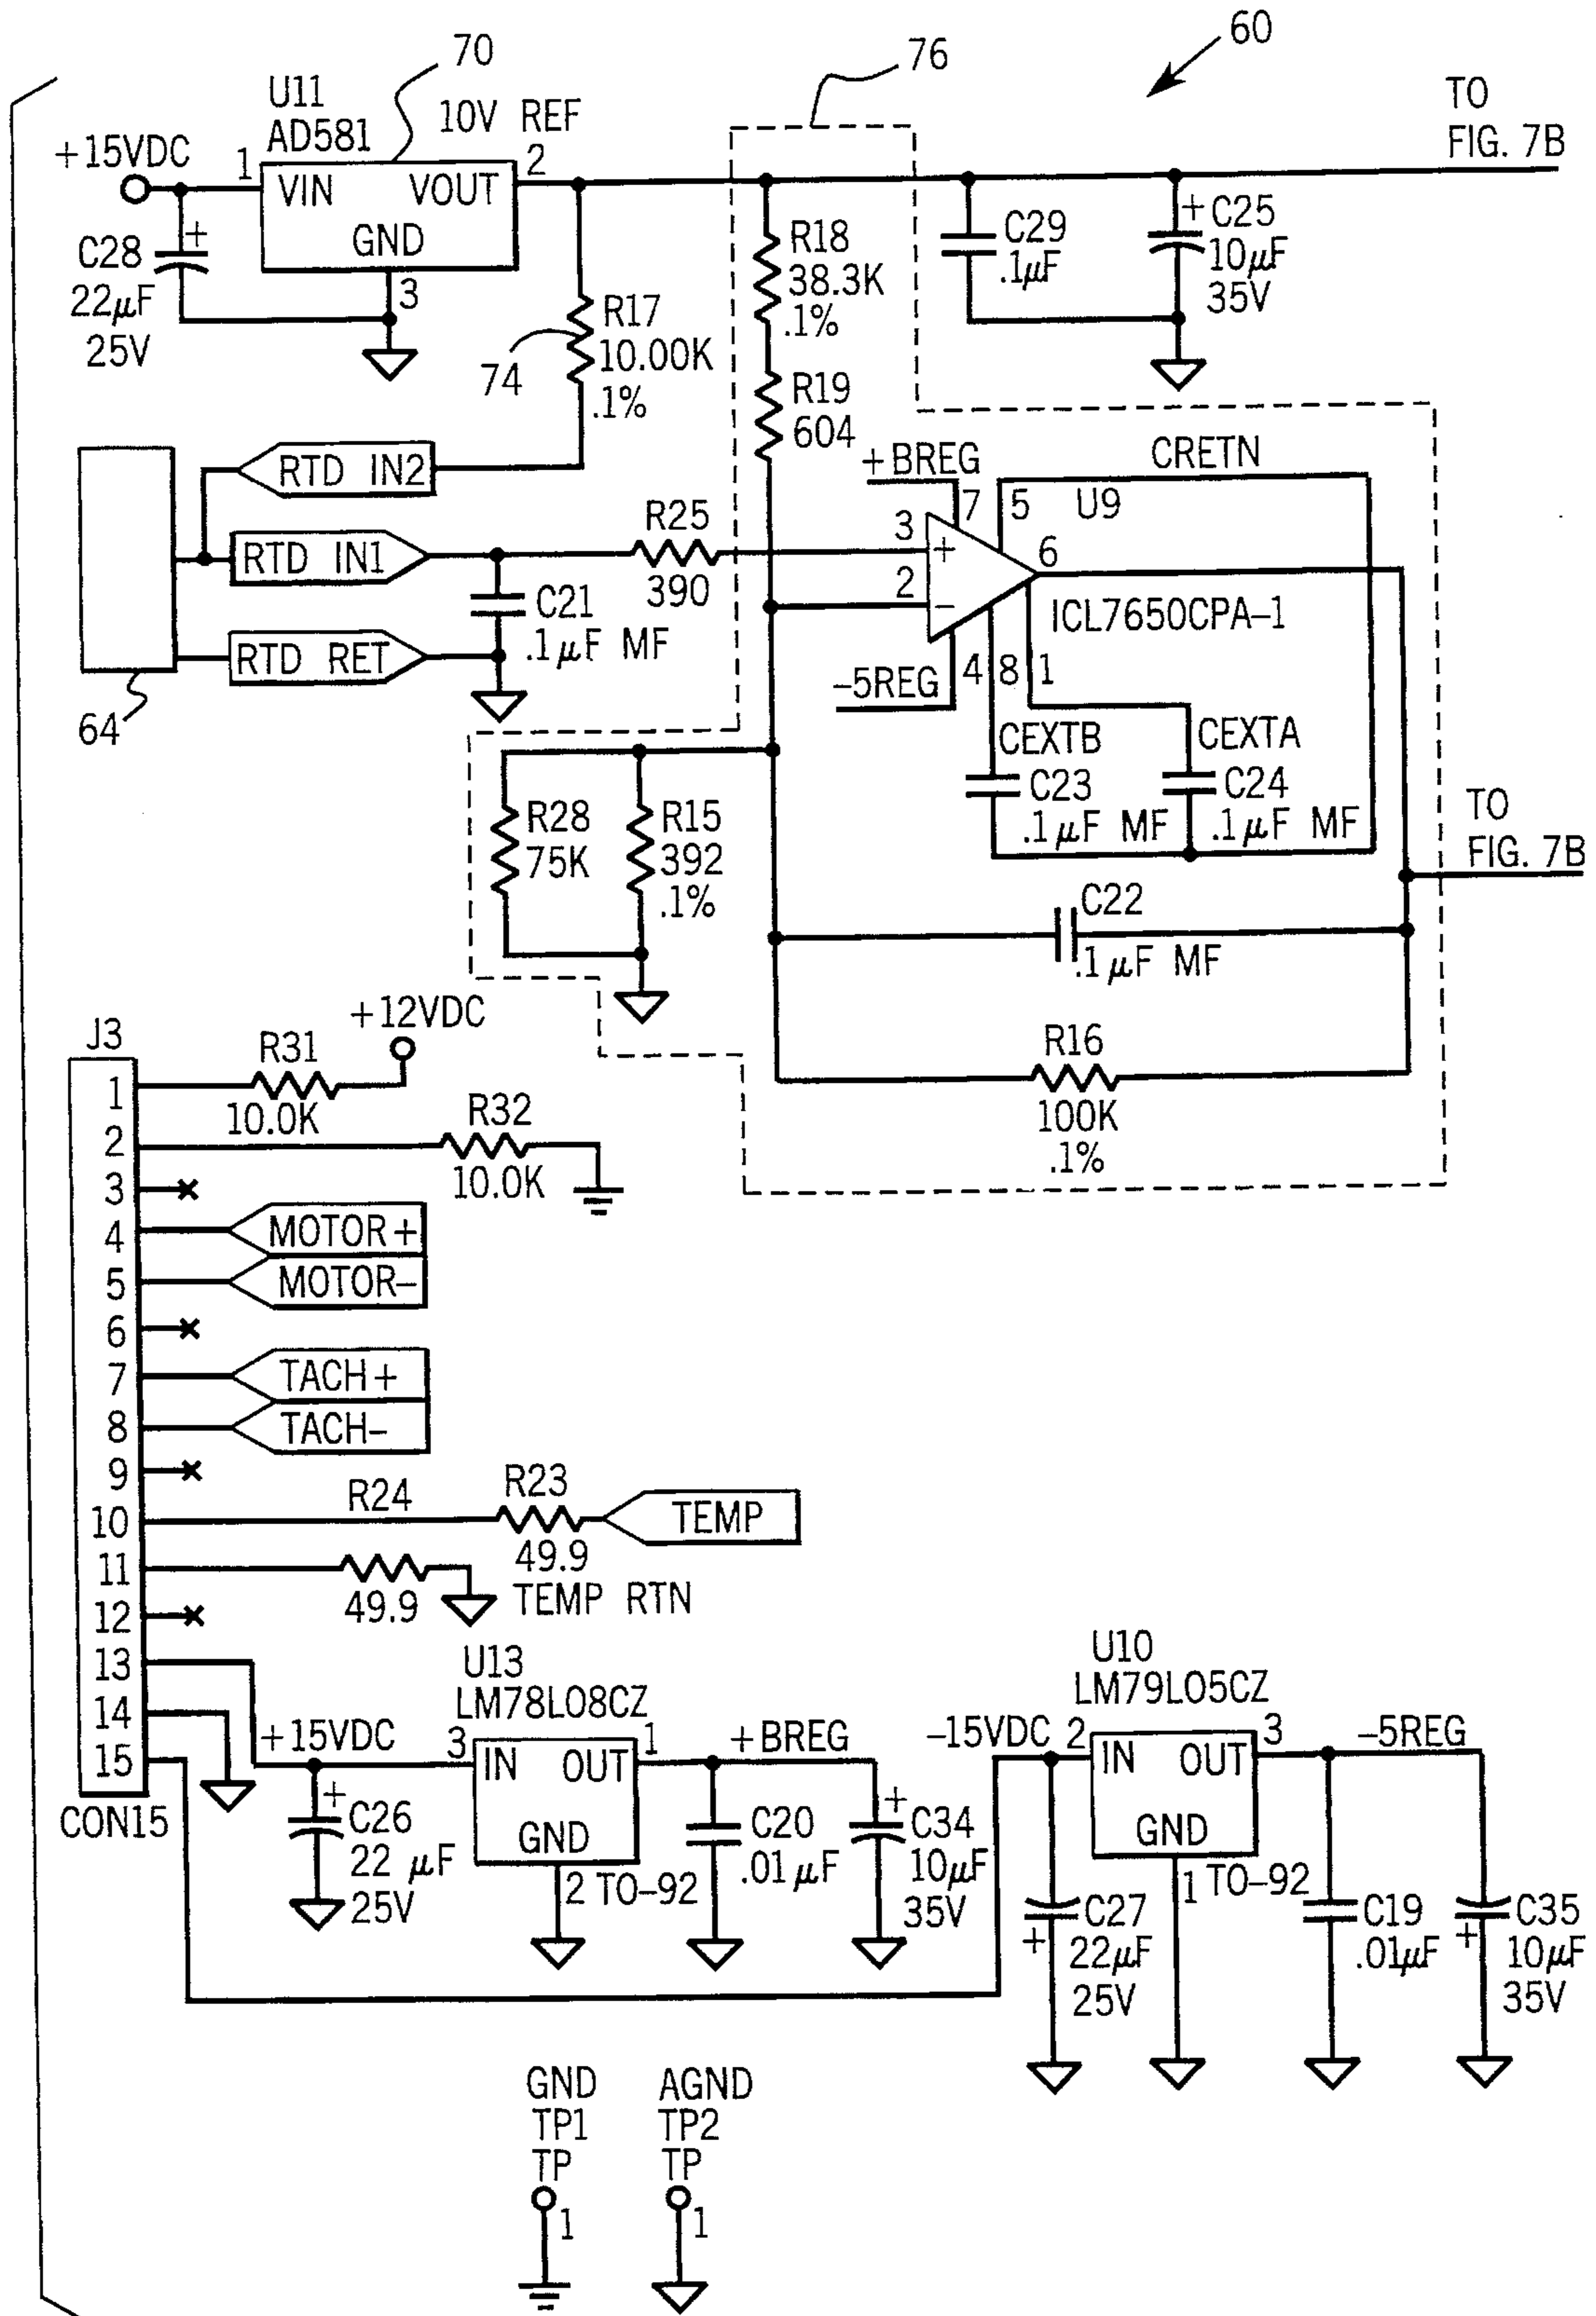 60
70
76
U11
AD581
10V REF
TO
FIG. 7B
+15VDC
1
2
VIN
VOUT
GND
3
C28
+
22µF
25V
R17
10.00K
.1%
74
R18
38.3K
.1%
R19
604
C29
.1µF
+
C25
10µF
35V
RTD IN2
RTD IN1
RTD RET
64
C21
.1µF MF
R25
390
+BREG
7
5
U9
CRETN
3
+
2
−
6
ICL7650CPA-1
-5REG
4
8
1
CEXTB
C23
.1µF MF
CEXTA
C24
.1µF MF
TO
FIG. 7B
R28
75K
R15
392
.1%
C22
.1µF MF
R16
100K
.1%
J3
R31
10.0K
+12VDC
R32
10.0K
1
2
3
4
5
6
7
8
9
10
11
12
13
14
15
CON15
MOTOR+
MOTOR-
TACH+
TACH-
R24
R23
TEMP
49.9
49.9
TEMP RTN
U13
LM78L08CZ
+15VDC
3
IN
OUT
1
+BREG
GND
2
TO-92
+
C26
22 µF
25V
C20
.01µF
+
C34
10µF
35V
U10
LM79L05CZ
-15VDC
2
IN
OUT
3
-5REG
GND
1
TO-92
C27
+
22µF
25V
C19
.01µF
C35
+
10µF
35V
GND
TP1
TP
1
AGND
TP2
TP
1